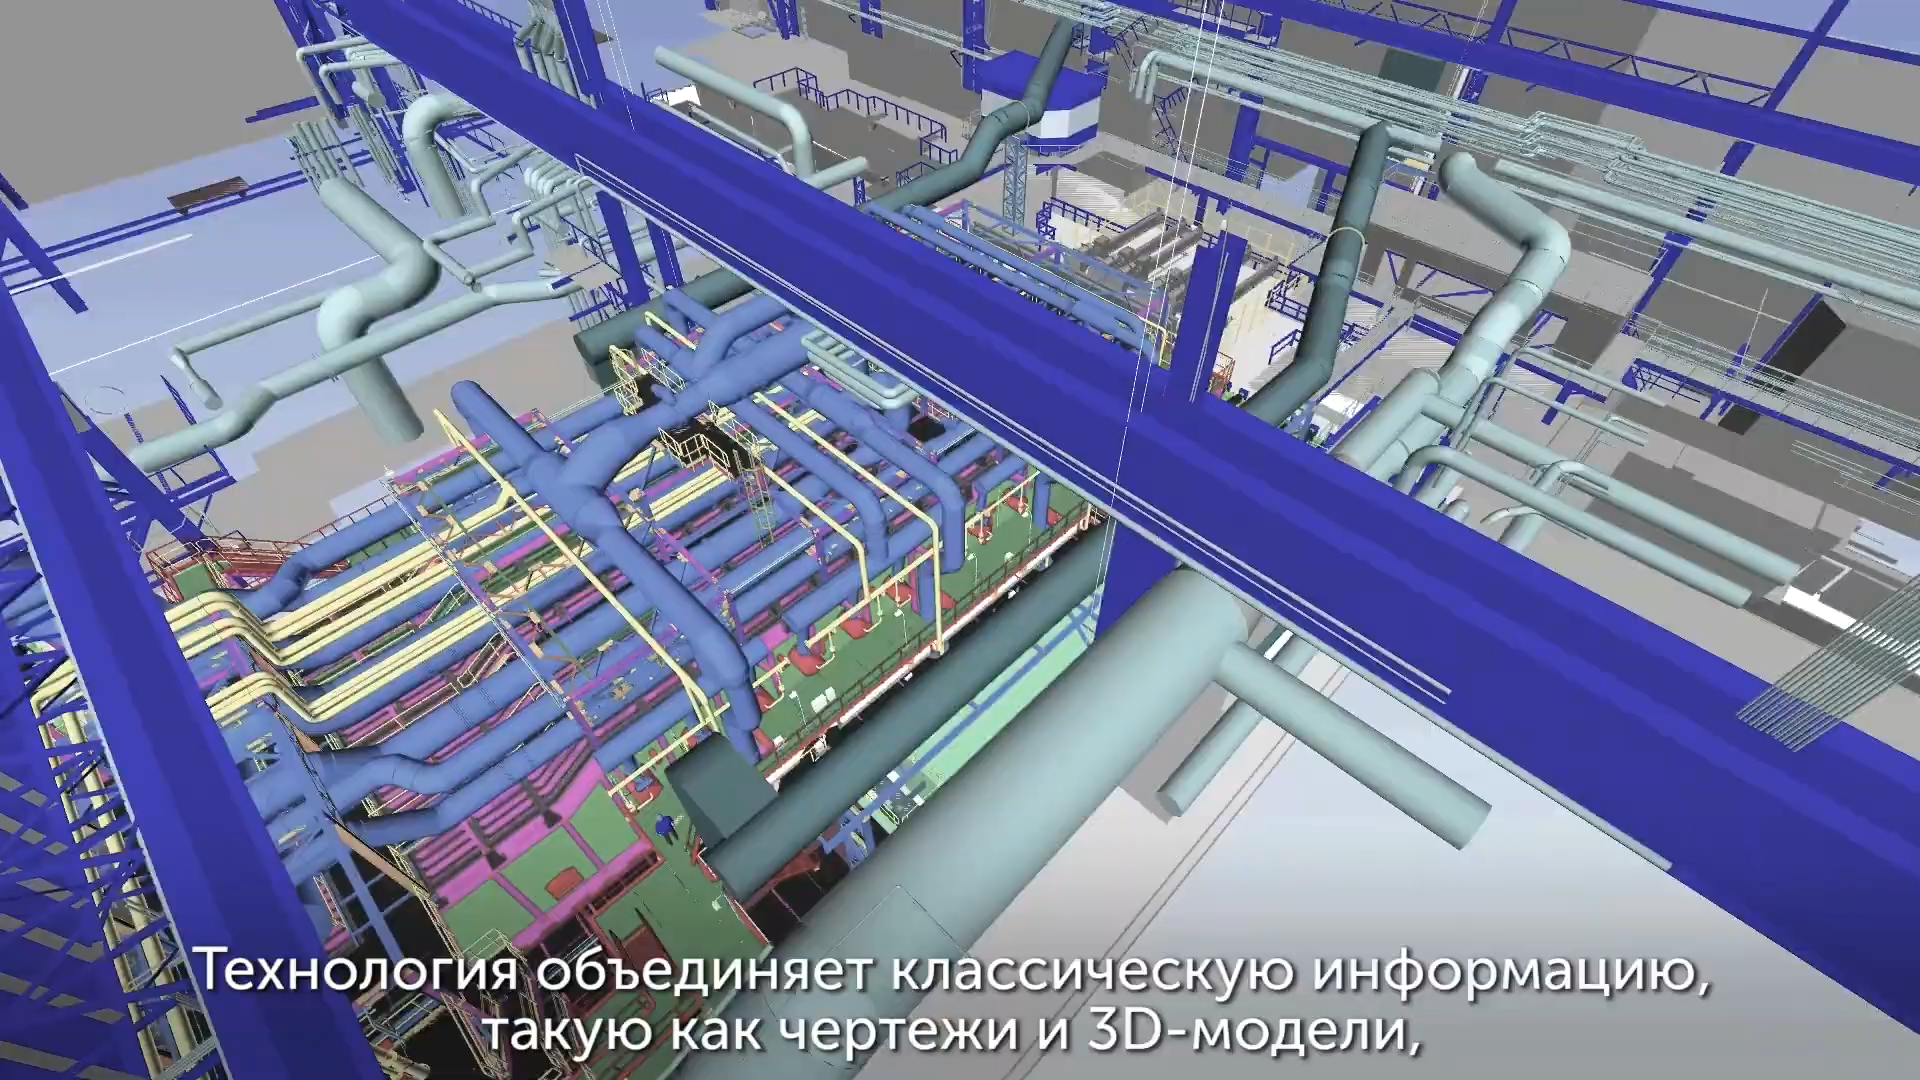 Технология объединяет классическую информацию,
такую как чертежи и 3D-модели,